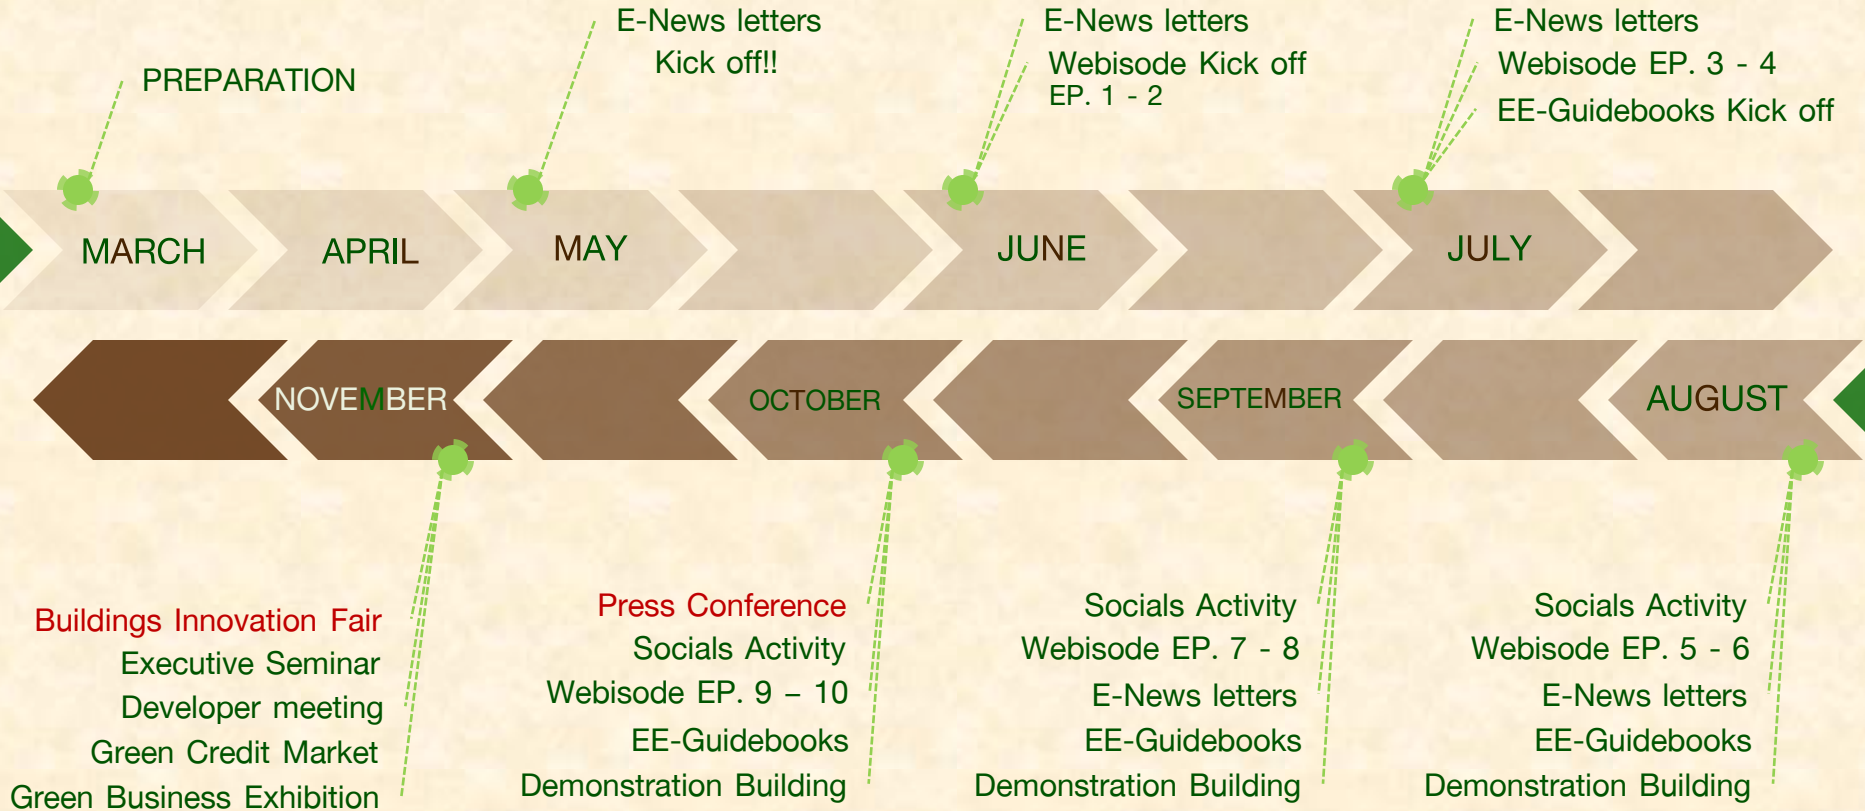 PREPARATION
E-News letters
Kick off!!
E-News letters
Webisode Kick off
EP. 1 - 2
E-News letters
Webisode EP. 3 - 4
EE-Guidebooks Kick off
MARCH
APRIL
MAY
JUNE
JULY
AUGUST
SEPTEMBER
OCTOBER
NOVEMBER
Socials Activity
Webisode EP. 5 - 6
E-News letters
EE-Guidebooks
Demonstration Building
Socials Activity
Webisode EP. 7 - 8
E-News letters
EE-Guidebooks
Demonstration Building
Press Conference
Socials Activity
Webisode EP. 9 – 10
EE-Guidebooks
Demonstration Building
Buildings Innovation Fair
Executive Seminar
Developer meeting
Green Credit Market
Green Business Exhibition